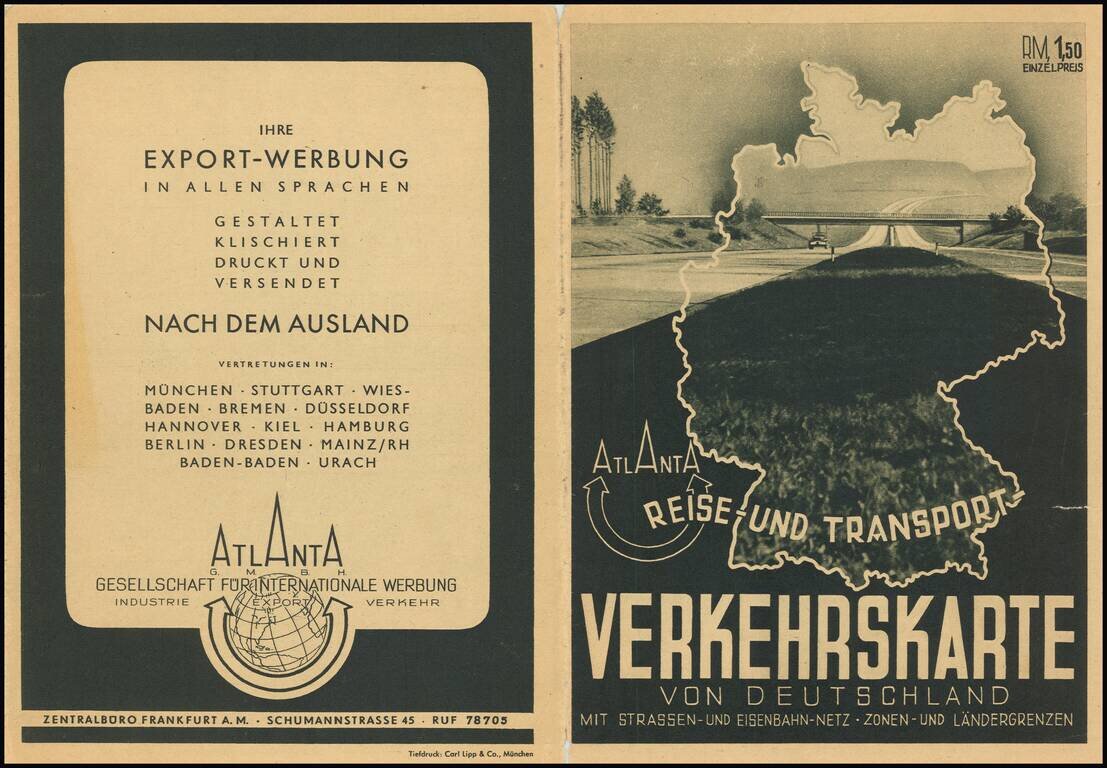 IHRE
EXPORT-WERBUNG
IN ALLEN SPRACHEN
GESTALTET
KLISCHIERT
DRUCKT UND
VERSENDET
NACH DEM AUSLAND
VERTRETUNGEN IN:
MÜNCHEN · STUTTGART · WIES-
BADEN · BREMEN · DÜSSELDORF
HANNOVER · KIEL · HAMBURG
BERLIN · DRESDEN · MAINZ/RH
BADEN-BADEN · URACH
ATLANTA
G. M. B. H.
GESELLSCHAFT FÜR INTERNATIONALE WERBUNG
INDUSTRIE EXPORT VERKEHR
ZENTRALBÜRO FRANKFURT A. M. · SCHUMANNSTRASSE 45 · RUF 78705
Tiefdruck: Carl Lipp & Co., München
RM, 1,50
EINZELPREIS
ATLANTA
REISE-UND TRANSPORT-
VERKEHRSKARTE
VON DEUTSCHLAND
MIT STRASSEN-UND EISENBAHN-NETZ · ZONEN-UND LÄNDERGRENZEN